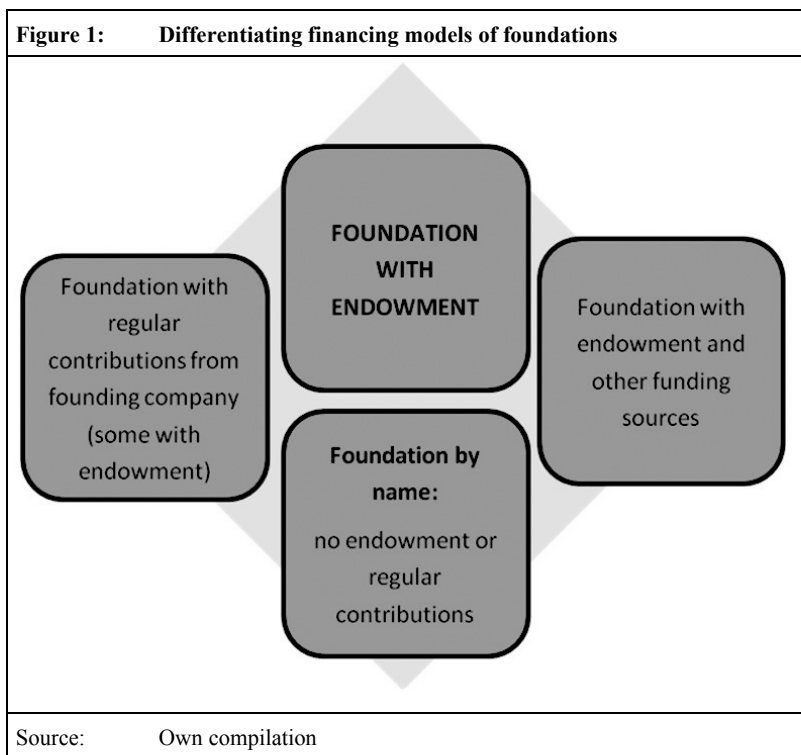 Figure 1: Differentiating financing models of foundations
FOUNDATION
WITH
ENDOWMENT
Foundation with
regular
contributions from
founding company
(some with
endowment)
Foundation with
endowment and
other funding
sources
Foundation by
name:
no endowment or
regular
contributions
Source: Own compilation